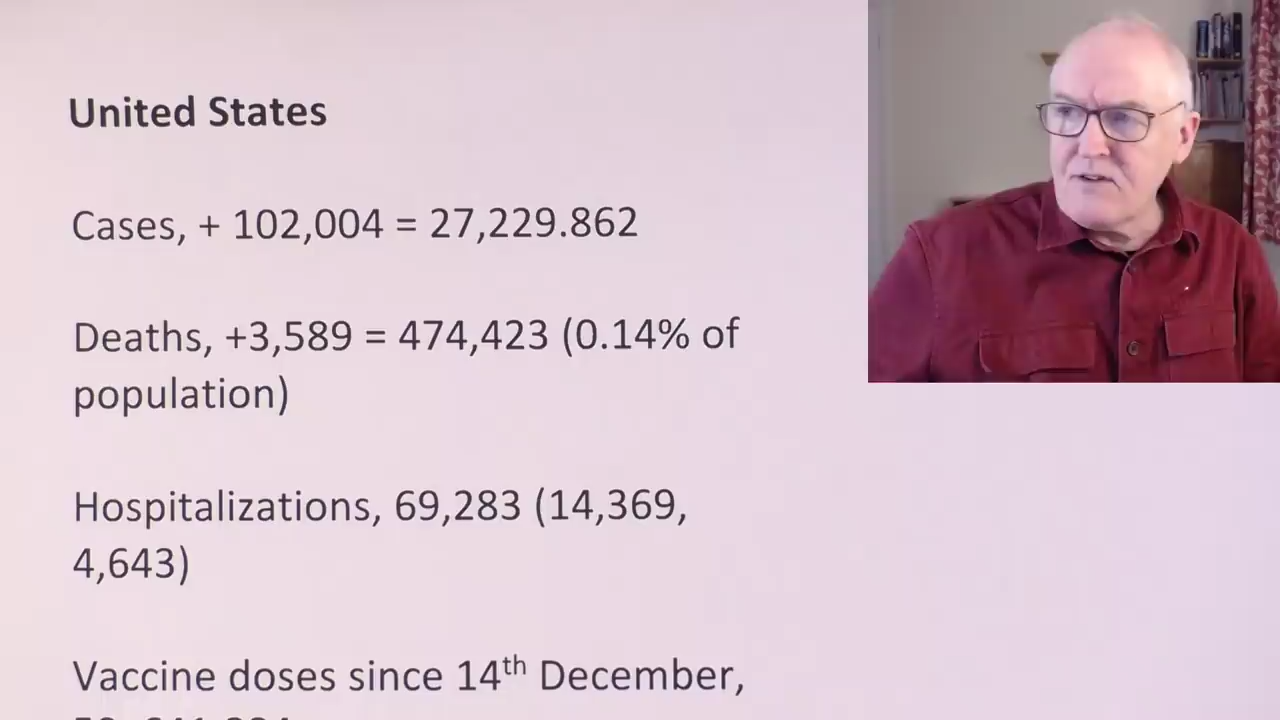 United States
Cases, + 102,004 = 27,229.862
Deaths, +3,589 = 474,423 (0.14% of
population)
Hospitalizations, 69,283 (14,369,
4,643)
Vaccine doses since 14th December,